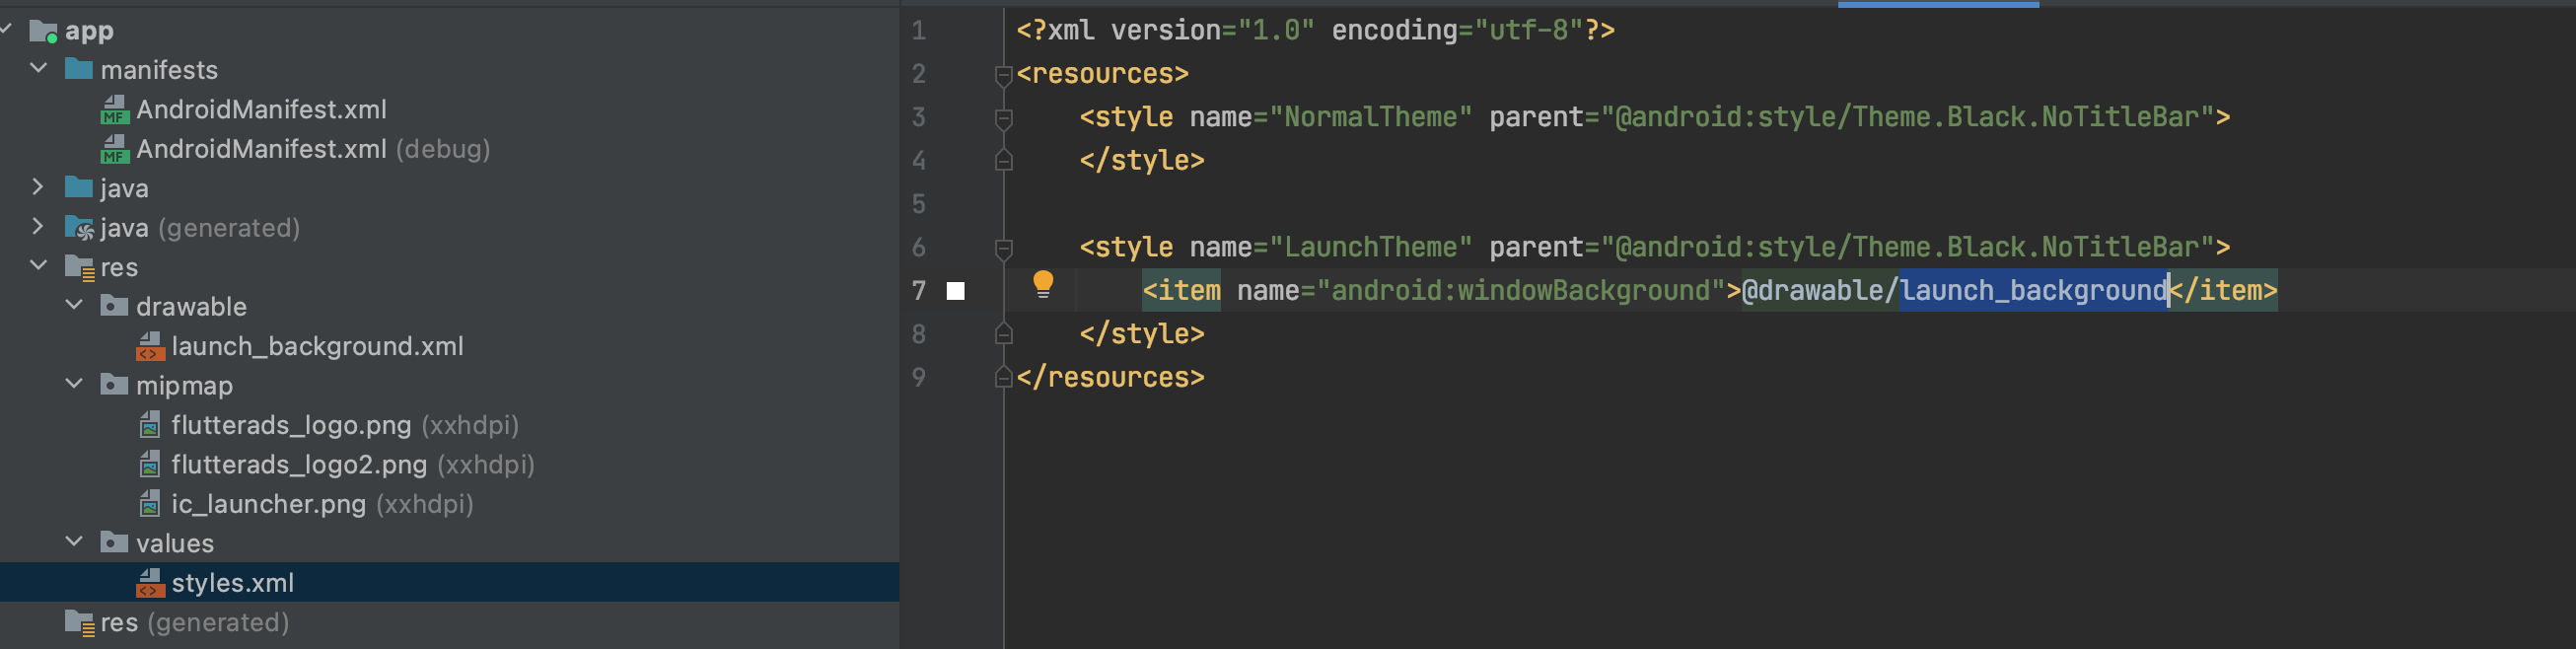 app
manifests
AndroidManifest.xml
AndroidManifest.xml (debug)
java
java (generated)
res
drawable
launch_background.xml
mipmap
flutterads_logo.png (xxhdpi)
flutterads_logo2.png (xxhdpi)
ic_launcher.png (xxhdpi)
values
styles.xml
res (generated)
1 <?xml version="1.0" encoding="utf-8"?>
2 <resources>
3 <style name="NormalTheme" parent="@android:style/Theme.Black.NoTitleBar">
4 </style>
5
6 <style name="LaunchTheme" parent="@android:style/Theme.Black.NoTitleBar">
7 <item name="android:windowBackground">@drawable/launch_background</item>
8 </style>
9 </resources>